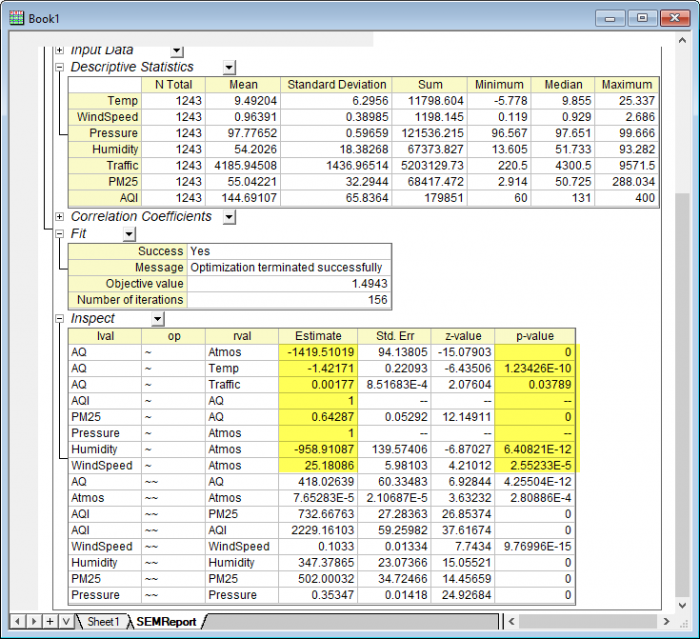 Book1
Input Data
Descriptive Statistics
N Total Mean Standard Deviation Sum Minimum Median Maximum
Temp 1243 9.49204 6.2956 11798.604 -5.778 9.855 25.337
WindSpeed 1243 0.96391 0.38985 1198.145 0.119 0.929 2.686
Pressure 1243 97.77652 0.59659 121536.215 96.567 97.651 99.666
Humidity 1243 54.2026 18.38268 67373.827 13.605 51.733 93.282
Traffic 1243 4185.94508 1436.96514 5203129.73 220.5 4300.5 9571.5
PM25 1243 55.04221 32.2944 68417.472 2.914 50.725 288.034
AQI 1243 144.69107 65.8364 179851 60 131 400
Correlation Coefficients
Fit
Success Yes
Message Optimization terminated successfully
Objective value 1.4943
Number of iterations 156
Inspect
lval op rval Estimate Std. Err z-value p-value
AQ ~ Atmos -1419.51019 94.13805 -15.07903 0
AQ ~ Temp -1.42171 0.22093 -6.43506 1.23426E-10
AQ ~ Traffic 0.00177 8.51683E-4 2.07604 0.03789
AQI ~ AQ 1 -- -- --
PM25 ~ AQ 0.64287 0.05292 12.14911 0
Pressure ~ Atmos 1 -- -- --
Humidity ~ Atmos -958.91087 139.57406 -6.87027 6.40821E-12
WindSpeed ~ Atmos 25.18086 5.98103 4.21012 2.55233E-5
AQ ~~ AQ 418.02639 60.33483 6.92844 4.25504E-12
Atmos ~~ Atmos 7.65283E-5 2.10687E-5 3.63232 2.80886E-4
AQI ~~ PM25 732.66763 27.28363 26.85374 0
AQI ~~ AQI 2229.16103 59.25982 37.61674 0
WindSpeed ~~ WindSpeed 0.1033 0.01334 7.7434 9.76996E-15
Humidity ~~ Humidity 347.37865 23.07366 15.05521 0
PM25 ~~ PM25 502.00032 34.72466 14.45659 0
Pressure ~~ Pressure 0.35347 0.01418 24.92684 0
Sheet1 SEMReport